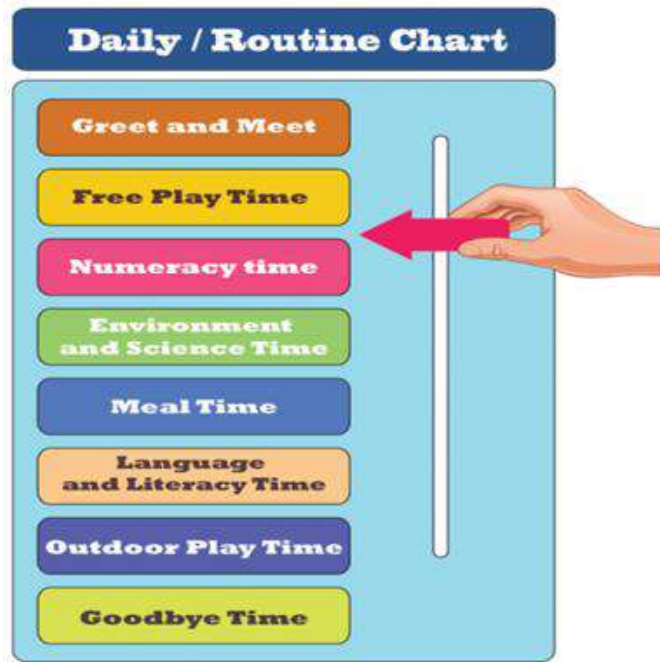 Daily / Routine Chart
Greet and Meet
Free Play Time
Numeracy time
Environment
and Science Time
Meal Time
Language
and Literacy Time
Outdoor Play Time
Goodbye Time